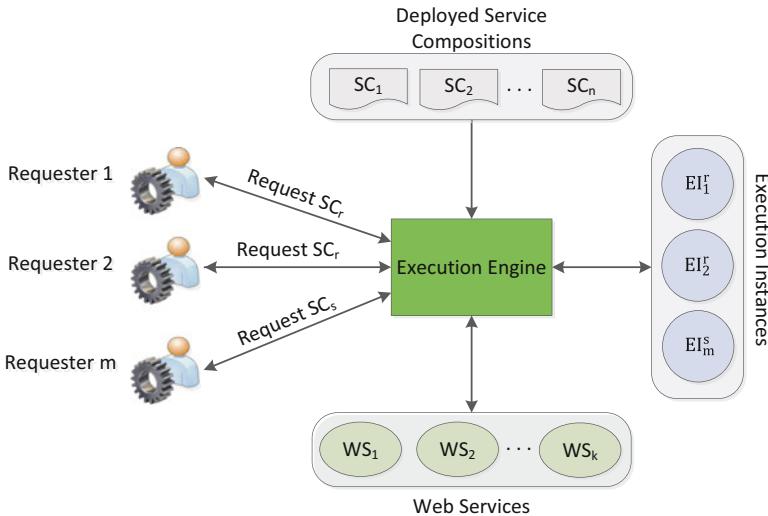 Deployed Service
Compositions
SC₁ SC₂ ... SCₙ
Requester 1
Request SCᵣ
Requester 2
Request SCᵣ
Execution Engine
Requester m
Request SCₛ
EI₁ʳ
EI₂ʳ
EIₘˢ
Execution Instances
WS₁ WS₂ ... WSₖ
Web Services